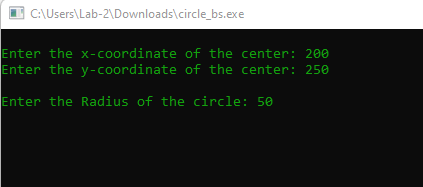 C:\Users\Lab-2\Downloads\circle_bs.exe
Enter the x-coordinate of the center: 200
Enter the y-coordinate of the center: 250
Enter the Radius of the circle: 50